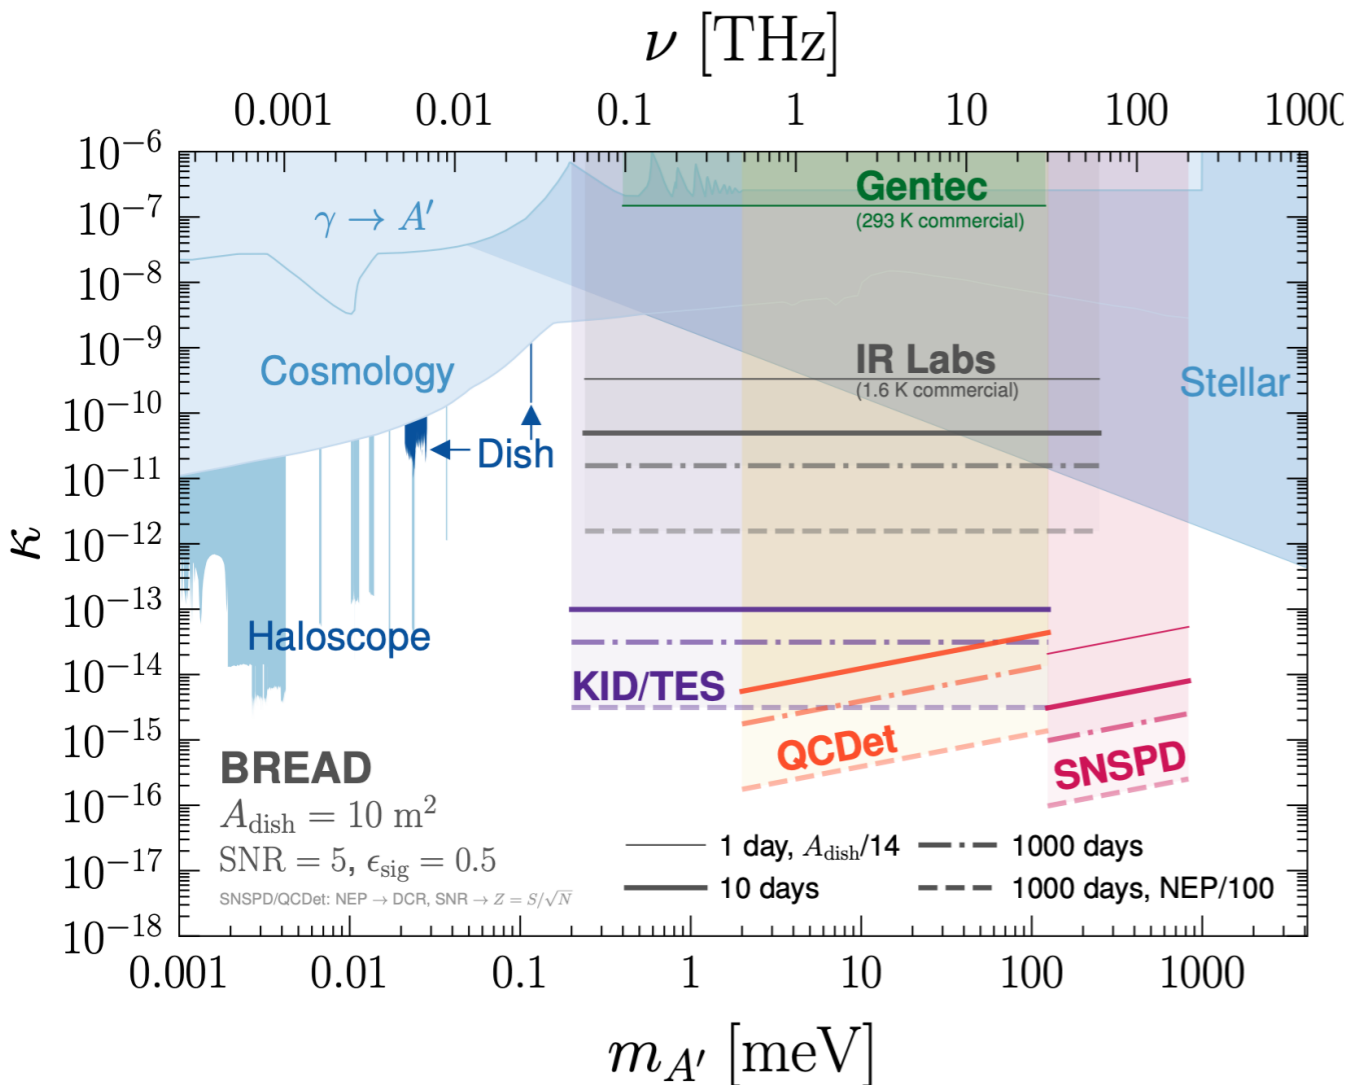 ν [THz]
0.001 0.01 0.1 1 10 100 100
10⁻⁶
10⁻⁷
10⁻⁸
10⁻⁹
10⁻¹⁰
10⁻¹¹
10⁻¹²
10⁻¹³
10⁻¹⁴
10⁻¹⁵
10⁻¹⁶
10⁻¹⁷
10⁻¹⁸
κ
γ → A′
Gentec
(293 K commercial)
Cosmology
IR Labs
(1.6 K commercial)
Stellar
Dish
Haloscope
KID/TES
QCDet
SNSPD
BREAD
A_dish = 10 m²
SNR = 5, ϵ_sig = 0.5
SNSPD/QCDet: NEP → DCR, SNR → Z = S/√N
1 day, A_dish/14
10 days
1000 days
1000 days, NEP/100
0.001 0.01 0.1 1 10 100 1000
m_A′ [meV]